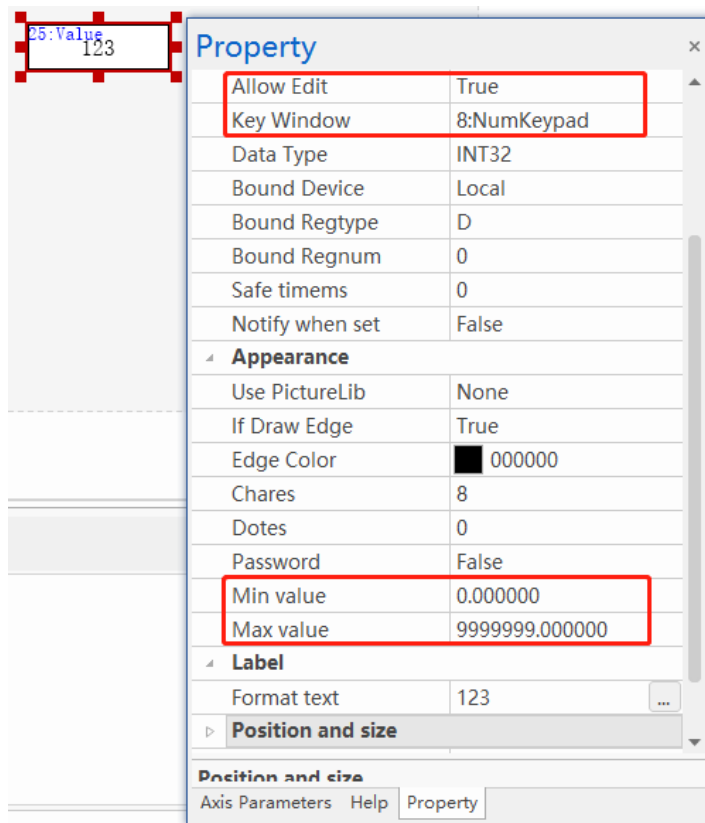 25:Value
123
Property
Allow Edit True
Key Window 8:NumKeypad
Data Type INT32
Bound Device Local
Bound Regtype D
Bound Regnum 0
Safe timems 0
Notify when set False
Appearance
Use PictureLib None
If Draw Edge True
Edge Color 000000
Chares 8
Dotes 0
Password False
Min value 0.000000
Max value 9999999.000000
Label
Format text 123 ...
Position and size
Position and size
Axis Parameters Help Property